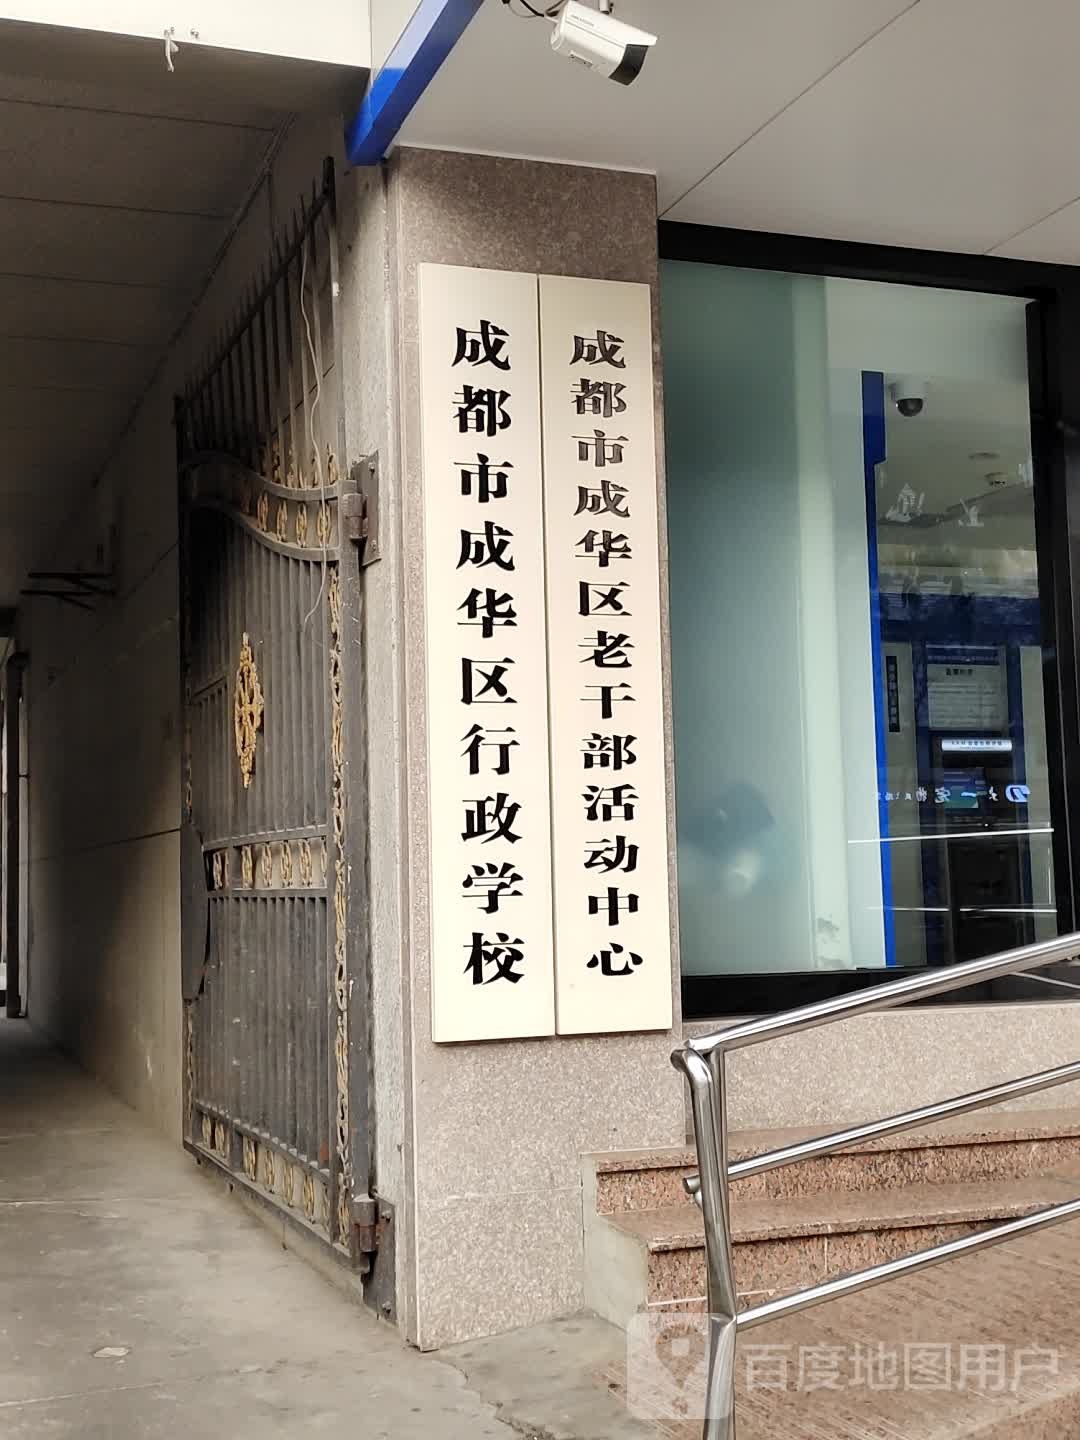 成都市成华区行政学校
成都市成华区老干部活动中心
百度地图用户